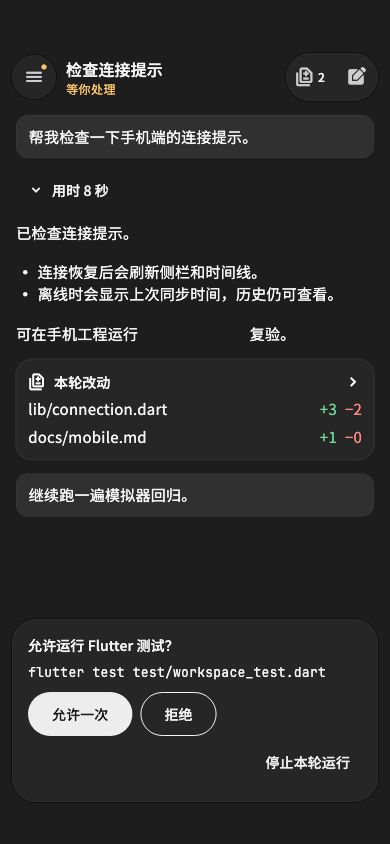 检查连接提示
等你处理
2
帮我检查一下手机端的连接提示。
用时 8 秒
已检查连接提示。
• 连接恢复后会刷新侧栏和时间线。
• 离线时会显示上次同步时间，历史仍可查看。
可在手机工程运行 复验。
本轮改动
lib/connection.dart +3 −2
docs/mobile.md +1 −0
继续跑一遍模拟器回归。
允许运行 Flutter 测试？
flutter test test/workspace_test.dart
允许一次 拒绝
停止本轮运行